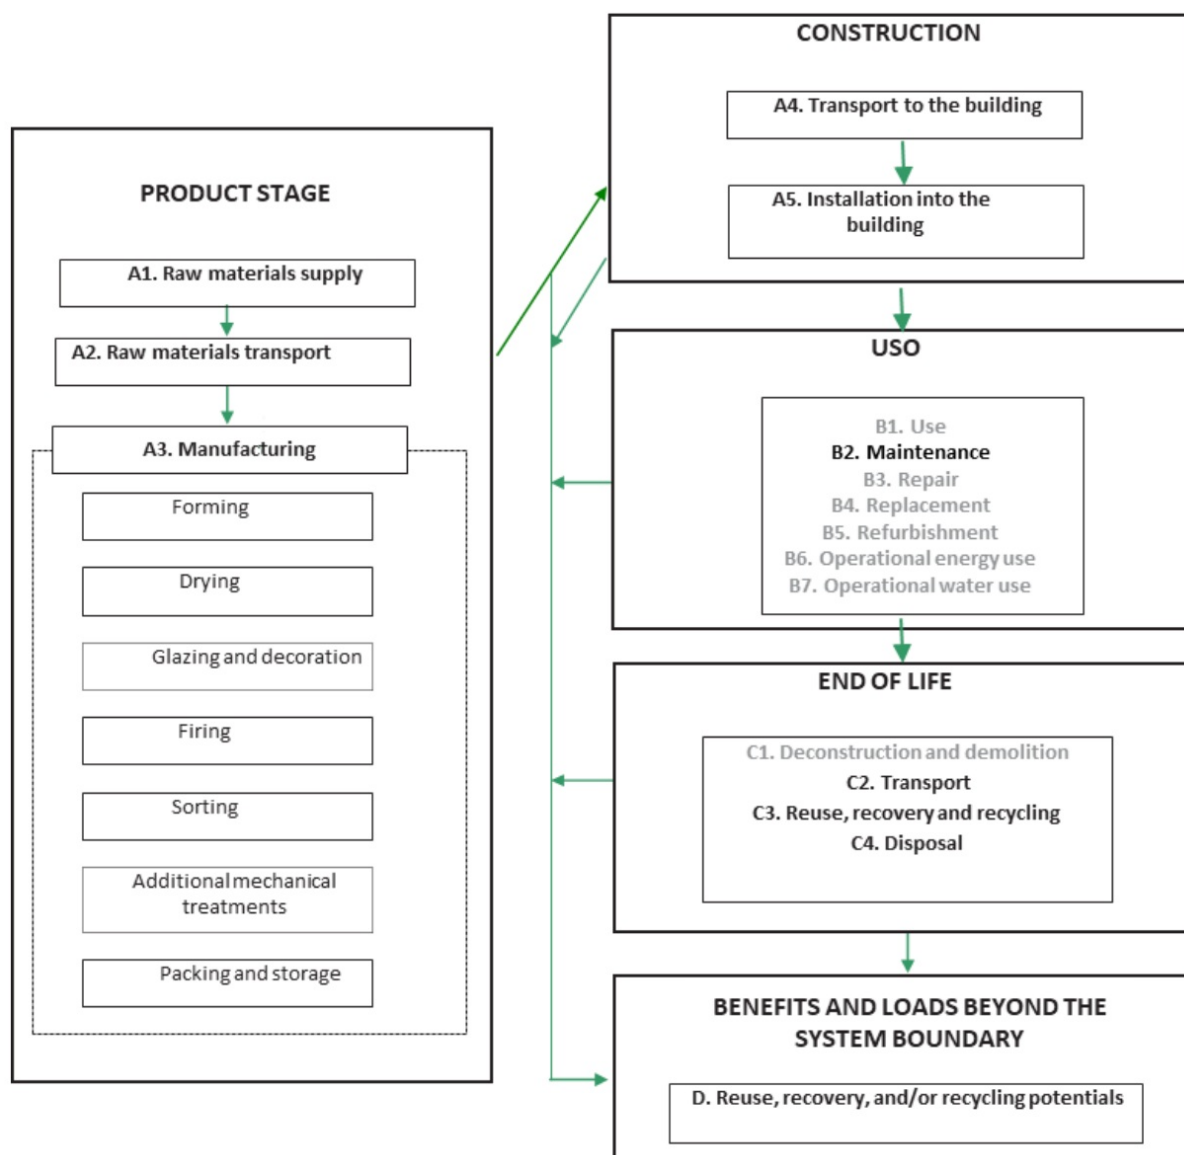 PRODUCT STAGE
A1. Raw materials supply
A2. Raw materials transport
A3. Manufacturing
Forming
Drying
Glazing and decoration
Firing
Sorting
Additional mechanical
treatments
Packing and storage
CONSTRUCTION
A4. Transport to the building
A5. Installation into the
building
USO
B1. Use
B2. Maintenance
B3. Repair
B4. Replacement
B5. Refurbishment
B6. Operational energy use
B7. Operational water use
END OF LIFE
C1. Deconstruction and demolition
C2. Transport
C3. Reuse, recovery and recycling
C4. Disposal
BENEFITS AND LOADS BEYOND THE
SYSTEM BOUNDARY
D. Reuse, recovery, and/or recycling potentials